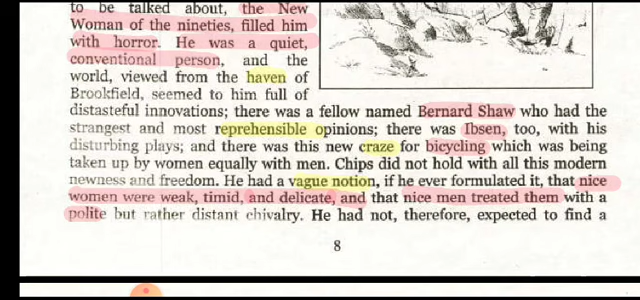 to be talked about, the New
Woman of the nineties, filled him
with horror. He was a quiet,
conventional person, and the
world, viewed from the haven of
Brookfield, seemed to him full of
distasteful innovations; there was a fellow named Bernard Shaw who had the
strangest and most reprehensible opinions; there was Ibsen, too, with his
disturbing plays; and there was this new craze for bicycling which was being
taken up by women equally with men. Chips did not hold with all this modern
newness and freedom. He had a vague notion, if he ever formulated it, that nice
women were weak, timid, and delicate, and that nice men treated them with a
polite but rather distant chivalry. He had not, therefore, expected to find a
8